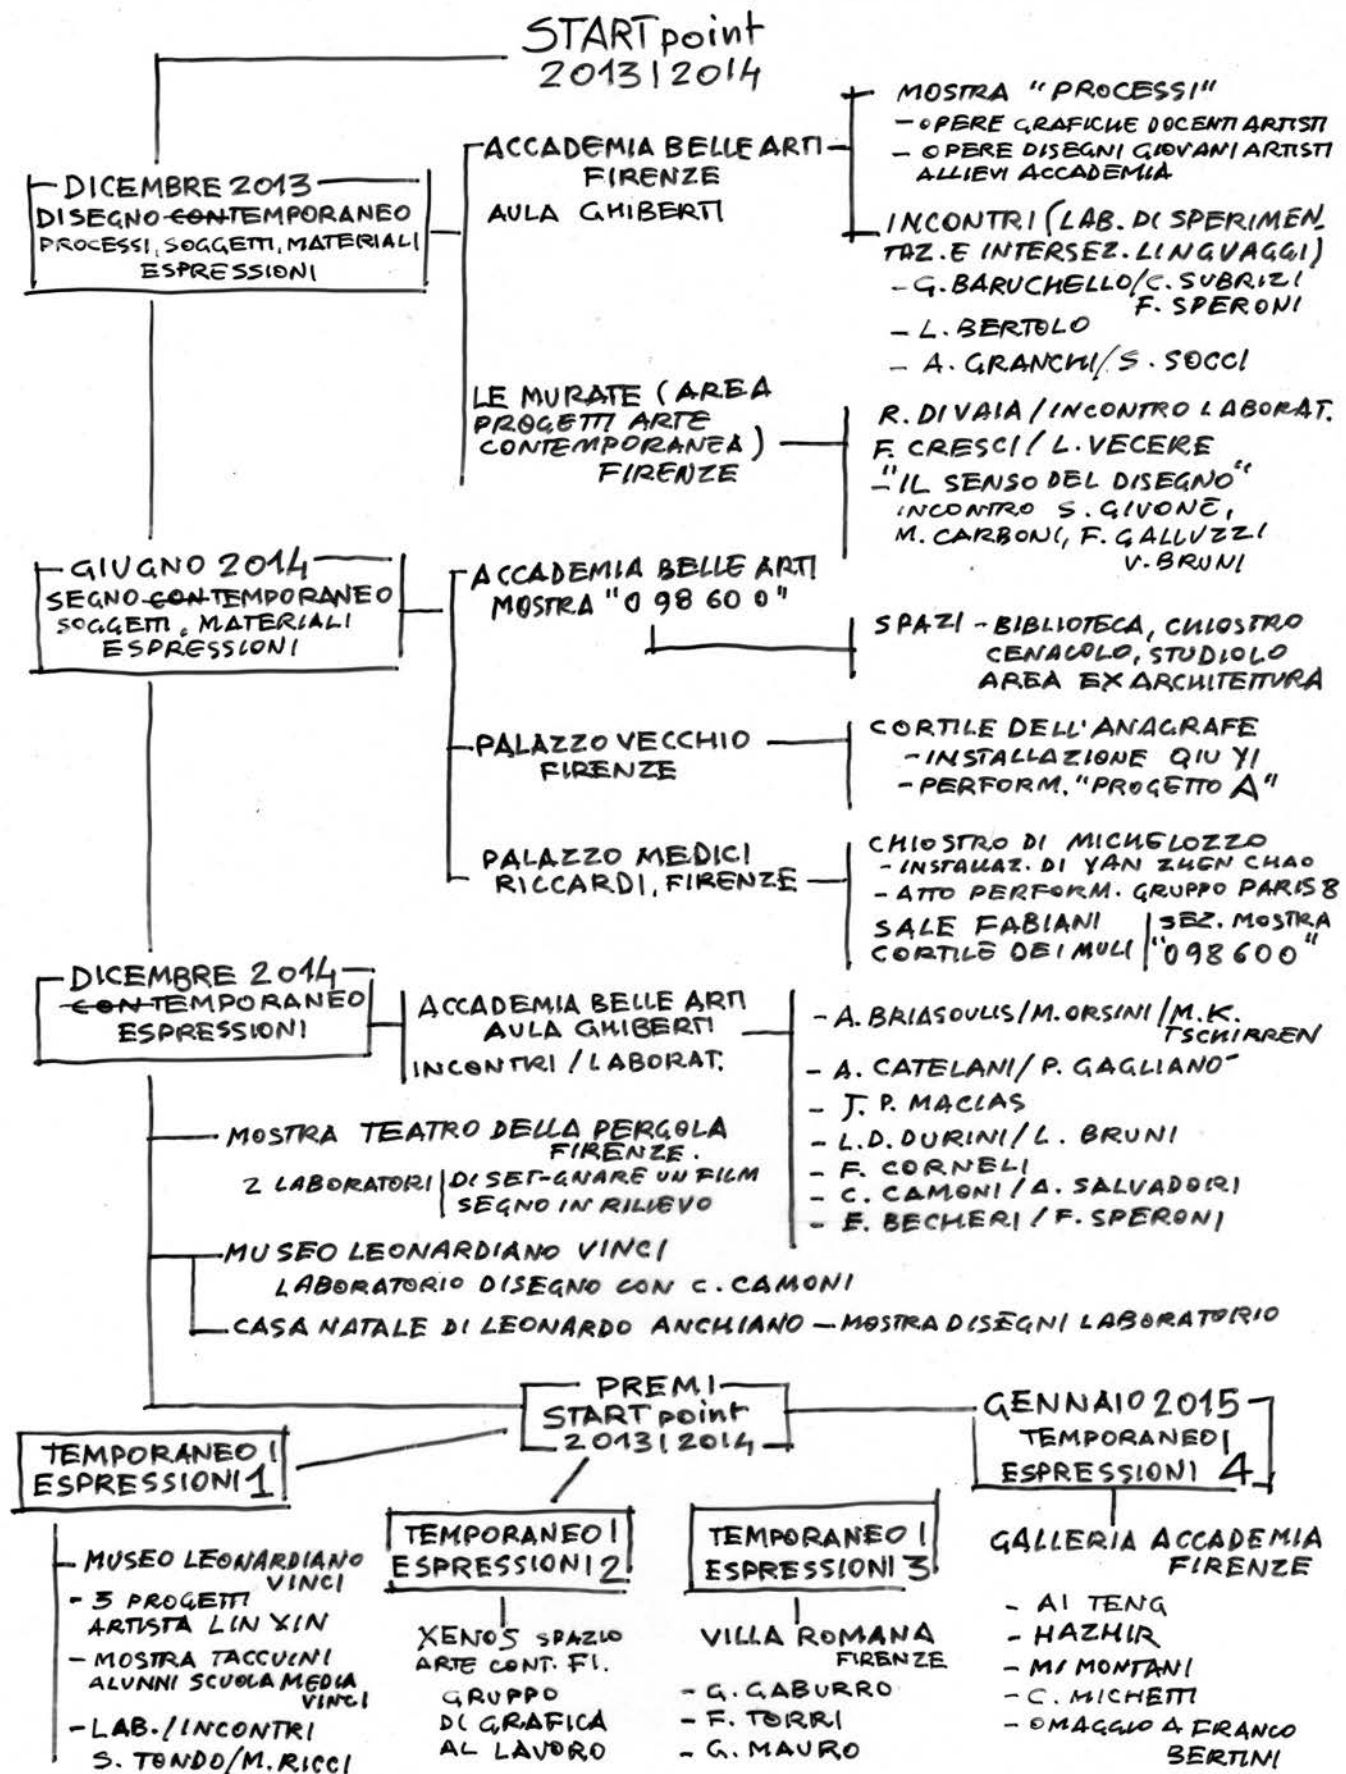 START point
2013|2014
DICEMBRE 2013
DISEGNO CONTEMPORANEO
PROCESSI, SOGGETTI, MATERIALI
ESPRESSIONI
ACCADEMIA BELLE ARTI
FIRENZE
AULA GHIBERTI
MOSTRA "PROCESSI"
- OPERE GRAFICHE DOCENTI ARTISTI
- OPERE DISEGNI GIOVANI ARTISTI
ALLIEVI ACCADEMIA
INCONTRI (LAB. DI SPERIMEN_
TAZ. E INTERSEZ. LINGUAGGI)
- G. BARUCHELLO/C. SUBRIZI
F. SPERONI
- L. BERTOLO
- A. GRANCHI/S. SOCCI
LE MURATE (AREA
PROGETTI ARTE
CONTEMPORANEA)
FIRENZE
R. DIVAIA / INCONTRO LABORAT.
F. CRESCI / L. VECERE
- "IL SENSO DEL DISEGNO"
INCONTRO S. GIVONE,
M. CARBONI, F. GALLUZZI
V. BRUNI
GIUGNO 2014
SEGNO CONTEMPORANEO
SOGGETTI, MATERIALI
ESPRESSIONI
ACCADEMIA BELLE ARTI
MOSTRA "0 98 60 0"
SPAZI - BIBLIOTECA, CHIOSTRO
CENACOLO, STUDIOLO
AREA EX ARCHITETTURA
PALAZZO VECCHIO
FIRENZE
CORTILE DELL'ANAGRAFE
- INSTALLAZIONE QIU YI
- PERFORM. "PROGETTO A"
PALAZZO MEDICI
RICCARDI, FIRENZE
CHIOSTRO DI MICHELOZZO
- INSTALLAZ. DI YAN ZHEN CHAO
- ATTO PERFORM. GRUPPO PARIS 8
SALE FABIANI
CORTILE DEI MULI
SEZ. MOSTRA
"098600"
DICEMBRE 2014
CONTEMPORANEO
ESPRESSIONI
ACCADEMIA BELLE ARTI
AULA GHIBERTI
INCONTRI / LABORAT.
- A. BRIASOULIS/M. ORSINI/M.K.
TSCHIRREN
- A. CATELANI/P. GAGLIANO
- J. P. MACIAS
- L.D. DURINI/L. BRUNI
- F. CORNELI
- C. CAMONI / A. SALVADORI
- E. BECHERI / F. SPERONI
MOSTRA TEATRO DELLA PERGOLA
FIRENZE.
2 LABORATORI
DI SET-GNARE UN FILM
SEGNO IN RILIEVO
MUSEO LEONARDIANO VINCI
LABORATORIO DISEGNO CON C. CAMONI
CASA NATALE DI LEONARDO ANCHIANO - MOSTRA DISEGNI LABORATORIO
PREMI
START point
2013|2014
TEMPORANEO|
ESPRESSIONI 1
MUSEO LEONARDIANO
VINCI
- 3 PROGETTI
ARTISTA LIN XIN
- MOSTRA TACCUINI
ALUNNI SCUOLA MEDIA
VINCI
- LAB./INCONTRI
S. TONDO/M. RICCI
TEMPORANEO|
ESPRESSIONI 2
XENOS SPAZIO
ARTE CONT. FI.
GRUPPO
DI GRAFICA
AL LAVORO
TEMPORANEO|
ESPRESSIONI 3
VILLA ROMANA
FIRENZE
- G. GABURRO
- F. TORRI
- G. MAURO
GENNAIO 2015
TEMPORANEO|
ESPRESSIONI 4
GALLERIA ACCADEMIA
FIRENZE
- AI TENG
- HAZHIR
- MI MONTANI
- C. MICHETTI
- OMAGGIO A FRANCO
BERTINI